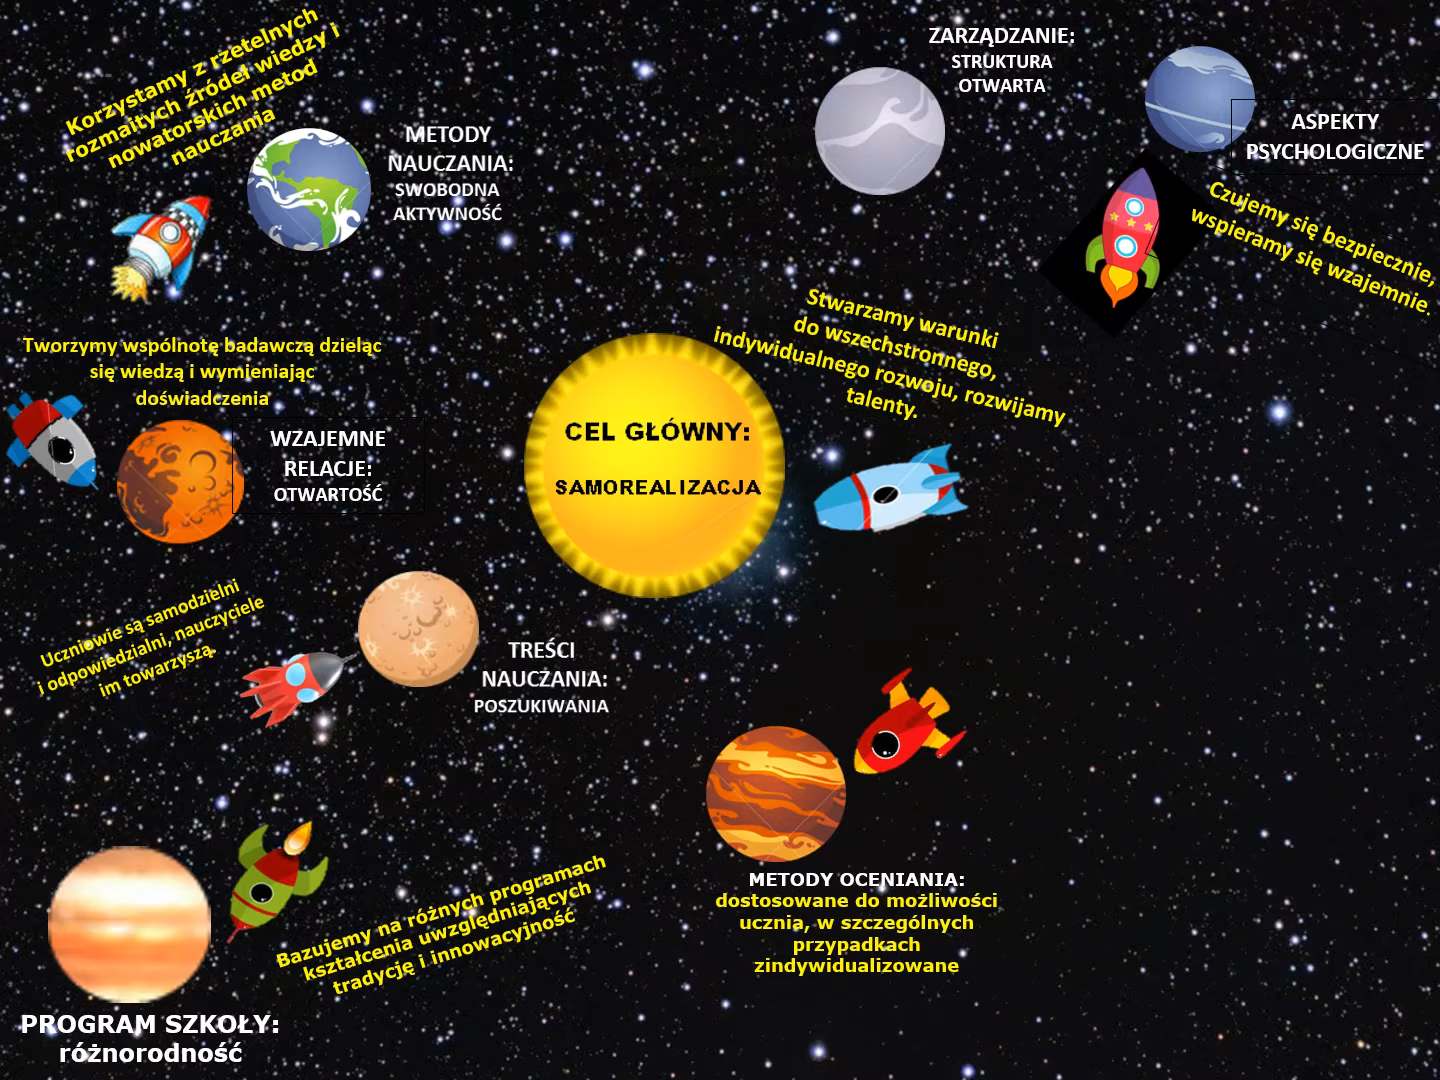 Korzystamy z rzetelnych
rozmaitych źródeł wiedzy i
nowatorskich metod
nauczania
METODY
NAUCZANIA:
SWOBODNA
AKTYWNOŚĆ
ZARZĄDZANIE:
STRUKTURA
OTWARTA
ASPEKTY
PSYCHOLOGICZNE
Czujemy się bezpiecznie,
wspieramy się wzajemnie.
Stwarzamy warunki
do wszechstronnego,
indywidualnego rozwoju, rozwijamy
talenty.
Tworzymy wspólnotę badawczą dzieląc
się wiedzą i wymieniając
doświadczenia
WZAJEMNE
RELACJE:
OTWARTOŚĆ
CEL GŁÓWNY:
SAMOREALIZACJA
Uczniowie są samodzielni
i odpowiedzialni, nauczyciele
im towarzyszą.
TREŚCI
NAUCZANIA:
POSZUKIWANIA
METODY OCENIANIA:
dostosowane do możliwości
ucznia, w szczególnych
przypadkach
zindywidualizowane
Bazujemy na różnych programach
kształcenia uwzględniających
tradycję i innowacyjność
PROGRAM SZKOŁY:
różnorodność